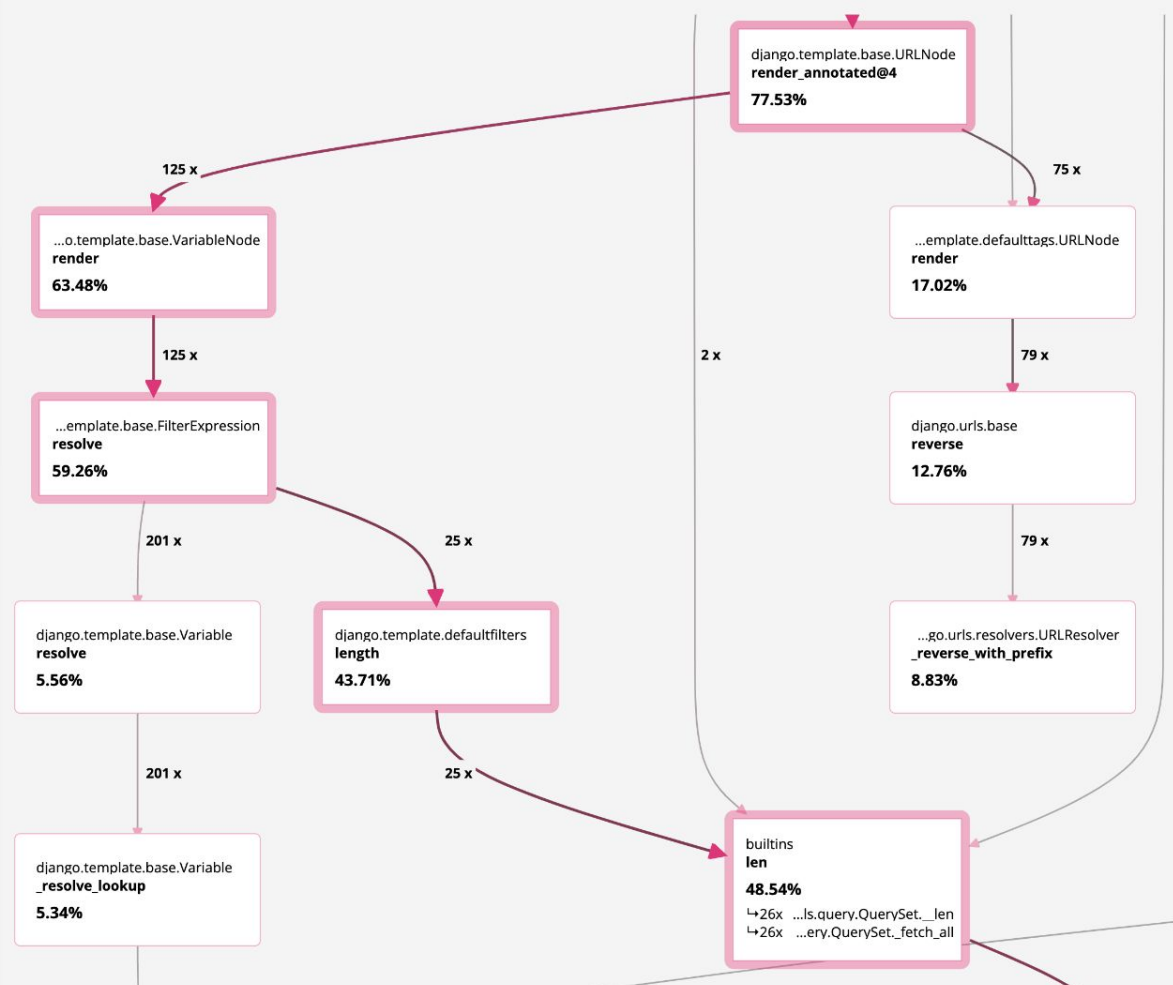 django.template.base.URLNode
render_annotated@4
77.53%
125 x
75 x
...o.template.base.VariableNode
render
63.48%
...emplate.defaulttags.URLNode
render
17.02%
125 x
2 x
79 x
...emplate.base.FilterExpression
resolve
59.26%
django.urls.base
reverse
12.76%
201 x
25 x
79 x
django.template.base.Variable
resolve
5.56%
django.template.defaultfilters
length
43.71%
...go.urls.resolvers.URLResolver
_reverse_with_prefix
8.83%
201 x
25 x
django.template.base.Variable
_resolve_lookup
5.34%
builtins
len
48.54%
↳26x ...ls.query.QuerySet.__len
↳26x ...ery.QuerySet._fetch_all